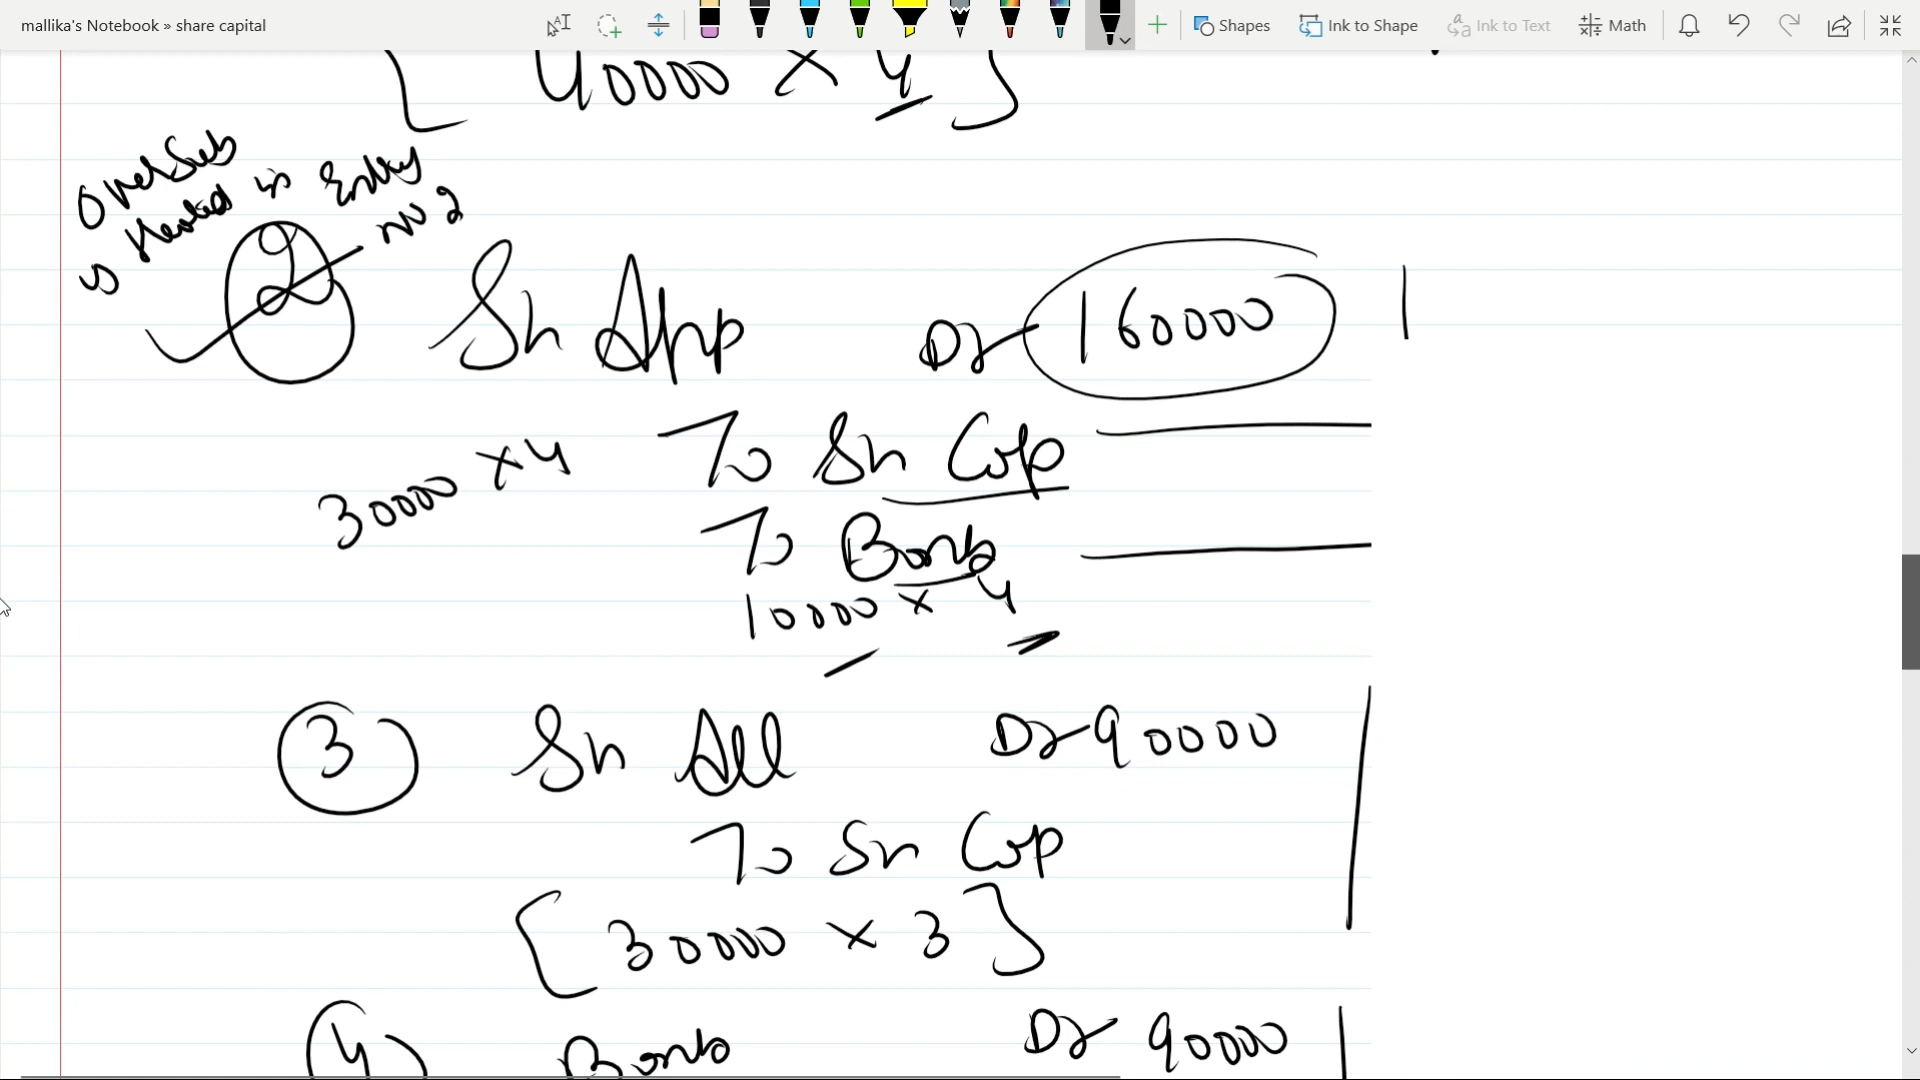 mallika's Notebook » share capital
Shapes Ink to Shape Ink to Text Math
[ 40000 × 4 ]
OverSub
is treated in Entry
no 2
2 Sh App Dr 160000
To Sh Cap
30000 × 4
To Bank
10000 × 4
3 Sh All Dr 90000
To Sh Cap
[ 30000 × 3 ]
4 Bank Dr 90000